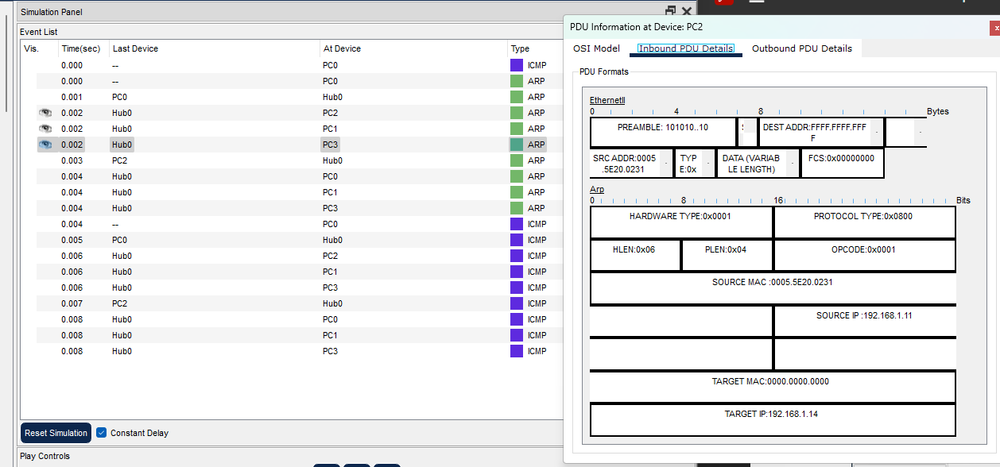 Simulation Panel
Event List
Vis. Time(sec) Last Device At Device Type
0.000 -- PC0 ICMP
0.000 -- PC0 ARP
0.001 PC0 Hub0 ARP
0.002 Hub0 PC2 ARP
0.002 Hub0 PC1 ARP
0.002 Hub0 PC3 ARP
0.003 PC2 Hub0 ARP
0.004 Hub0 PC0 ARP
0.004 Hub0 PC1 ARP
0.004 Hub0 PC3 ARP
0.004 -- PC0 ICMP
0.005 PC0 Hub0 ICMP
0.006 Hub0 PC2 ICMP
0.006 Hub0 PC1 ICMP
0.006 Hub0 PC3 ICMP
0.007 PC2 Hub0 ICMP
0.008 Hub0 PC0 ICMP
0.008 Hub0 PC1 ICMP
0.008 Hub0 PC3 ICMP
Reset Simulation Constant Delay
Play Controls
PDU Information at Device: PC2
OSI Model Inbound PDU Details Outbound PDU Details
PDU Formats
EthernetII
0 4 8 Bytes
PREAMBLE: 101010..10 DEST ADDR:FFFF.FFFF.FFF
F
SRC ADDR:0005 TYP DATA (VARIAB FCS:0x00000000
.5E20.0231 E:0x BLE LENGTH)
Arp
0 8 16 Bits
HARDWARE TYPE:0x0001 PROTOCOL TYPE:0x0800
HLEN:0x06 PLEN:0x04 OPCODE:0x0001
SOURCE MAC :0005.5E20.0231
SOURCE IP :192.168.1.11
TARGET MAC:0000.0000.0000
TARGET IP:192.168.1.14